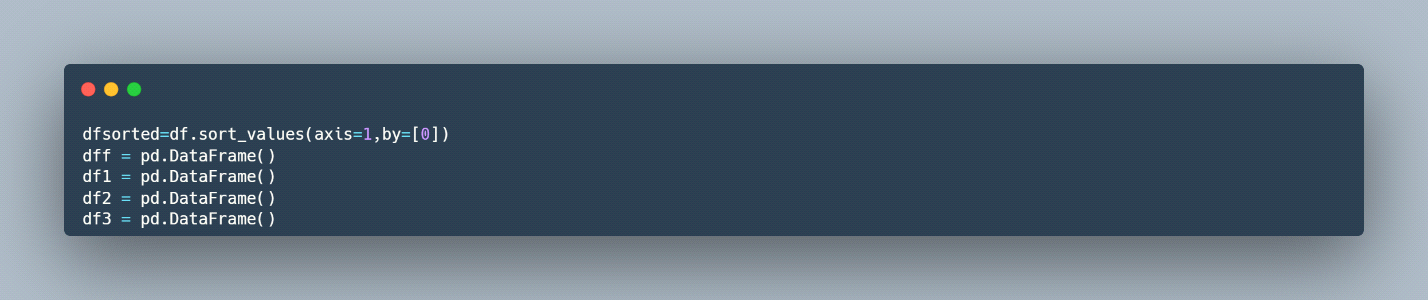 dfsorted=df.sort_values(axis=1,by=[0])
dff = pd.DataFrame()
df1 = pd.DataFrame()
df2 = pd.DataFrame()
df3 = pd.DataFrame()